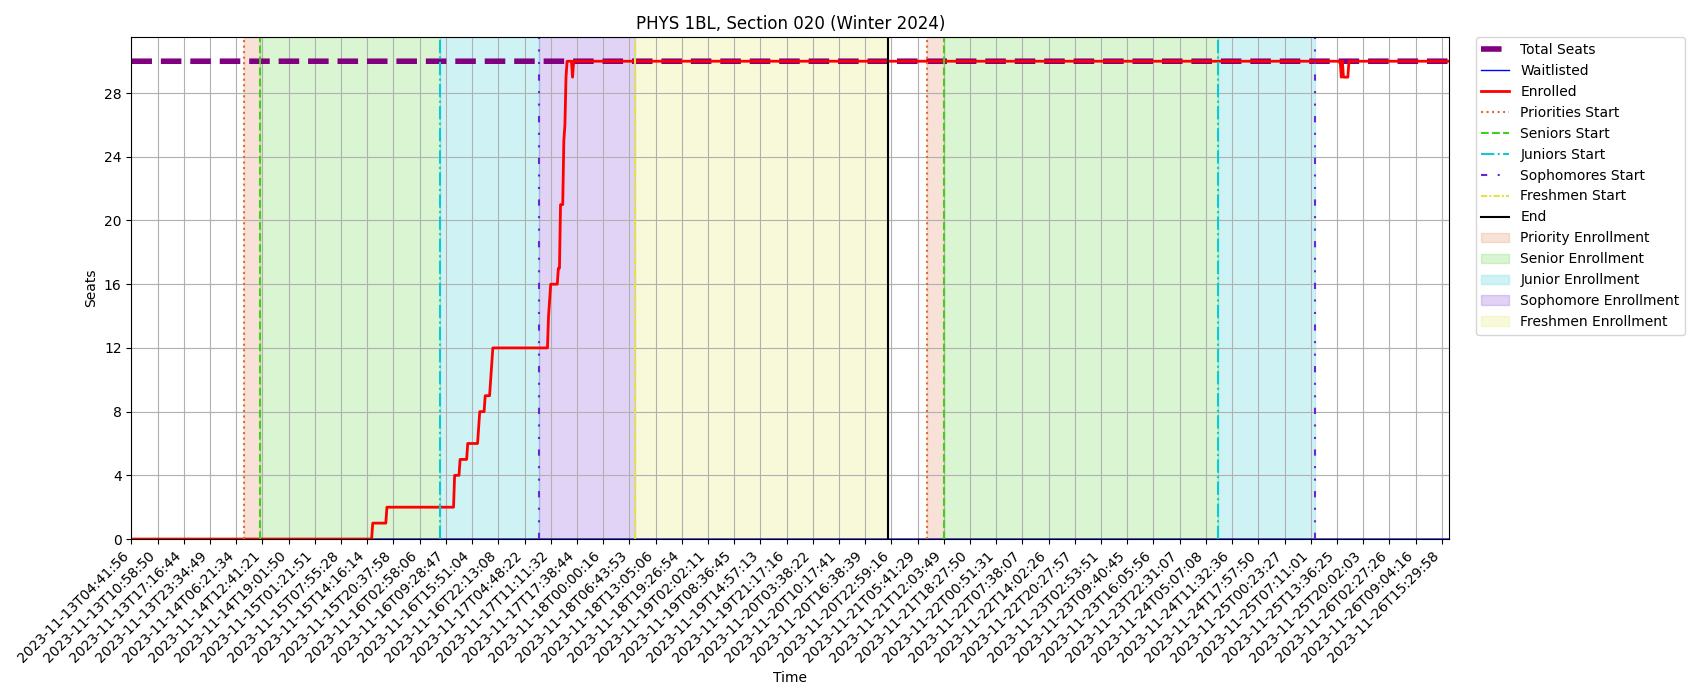 PHYS 1BL, Section 020 (Winter 2024)
Total Seats
Waitlisted
Enrolled
Priorities Start
Seniors Start
Juniors Start
Sophomores Start
Freshmen Start
End
Priority Enrollment
Senior Enrollment
Junior Enrollment
Sophomore Enrollment
Freshmen Enrollment
Seats
28
24
20
16
12
8
4
0
2023-11-13T04:41:56
2023-11-13T10:58:50
2023-11-13T17:16:44
2023-11-13T23:34:49
2023-11-14T06:21:34
2023-11-14T12:41:21
2023-11-14T19:01:50
2023-11-15T01:21:51
2023-11-15T07:55:28
2023-11-15T14:16:14
2023-11-15T20:37:58
2023-11-16T02:58:06
2023-11-16T09:28:47
2023-11-16T15:51:04
2023-11-16T22:13:08
2023-11-17T04:48:22
2023-11-17T11:11:32
2023-11-17T17:38:44
2023-11-18T00:00:16
2023-11-18T06:43:53
2023-11-18T13:05:06
2023-11-18T19:26:54
2023-11-19T02:02:11
2023-11-19T08:36:45
2023-11-19T14:57:13
2023-11-19T21:17:16
2023-11-20T03:38:22
2023-11-20T10:17:41
2023-11-20T16:38:39
2023-11-20T22:59:16
2023-11-21T05:41:29
2023-11-21T12:03:49
2023-11-21T18:27:50
2023-11-22T00:51:31
2023-11-22T07:38:07
2023-11-22T14:02:26
2023-11-22T20:27:57
2023-11-23T02:53:51
2023-11-23T09:40:45
2023-11-23T16:05:56
2023-11-23T22:31:07
2023-11-24T05:07:08
2023-11-24T11:32:36
2023-11-24T17:57:50
2023-11-25T00:23:27
2023-11-25T07:11:01
2023-11-25T13:36:25
2023-11-25T20:02:03
2023-11-26T02:27:26
2023-11-26T09:04:16
2023-11-26T15:29:58
Time